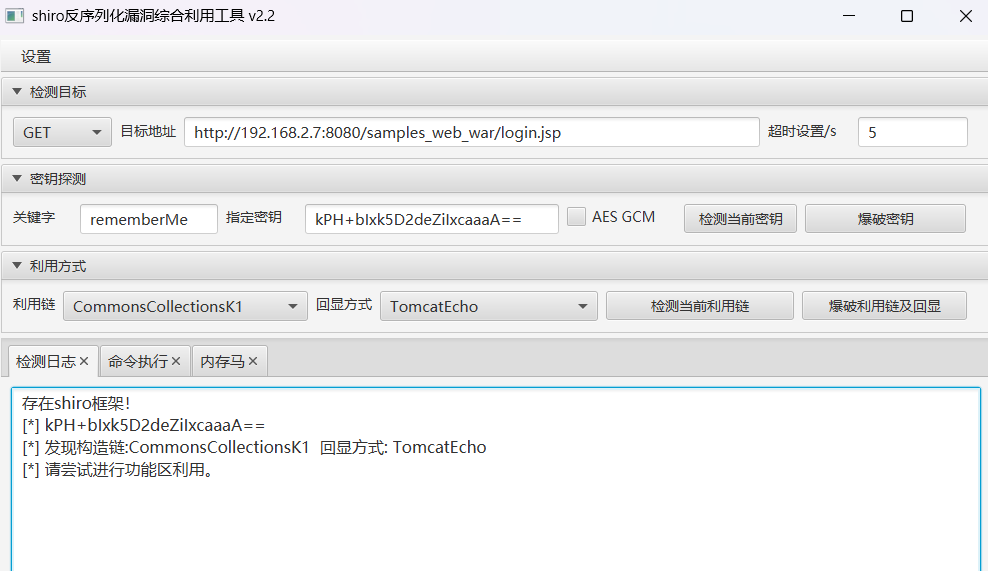 shiro反序列化漏洞综合利用工具 v2.2
设置
检测目标
GET 目标地址 http://192.168.2.7:8080/samples_web_war/login.jsp 超时设置/s 5
密钥探测
关键字 rememberMe 指定密钥 kPH+bIxk5D2deZiIxcaaaA== AES GCM 检测当前密钥 爆破密钥
利用方式
利用链 CommonsCollectionsK1 回显方式 TomcatEcho 检测当前利用链 爆破利用链及回显
检测日志 命令执行 内存马
存在shiro框架！
[*] kPH+bIxk5D2deZiIxcaaaA==
[*] 发现构造链:CommonsCollectionsK1 回显方式: TomcatEcho
[*] 请尝试进行功能区利用。